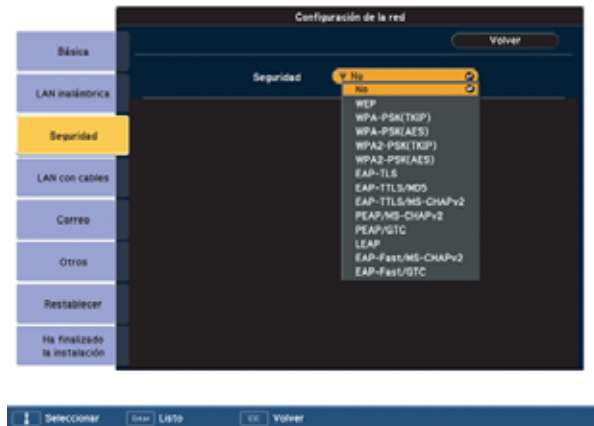 Configuración de la red
Volver
Básica
LAN inalámbrica
Seguridad
LAN con cables
Correo
Otros
Restablecer
Ha finalizado
la instalación
Seguridad
No
No
WEP
WPA-PSK(TKIP)
WPA-PSK(AES)
WPA2-PSK(TKIP)
WPA2-PSK(AES)
EAP-TLS
EAP-TTLS/MD5
EAP-TTLS/MS-CHAPv2
PEAP/MS-CHAPv2
PEAP/GTC
LEAP
EAP-Fast/MS-CHAPv2
EAP-Fast/GTC
Seleccionar Enter Listo ESC Volver